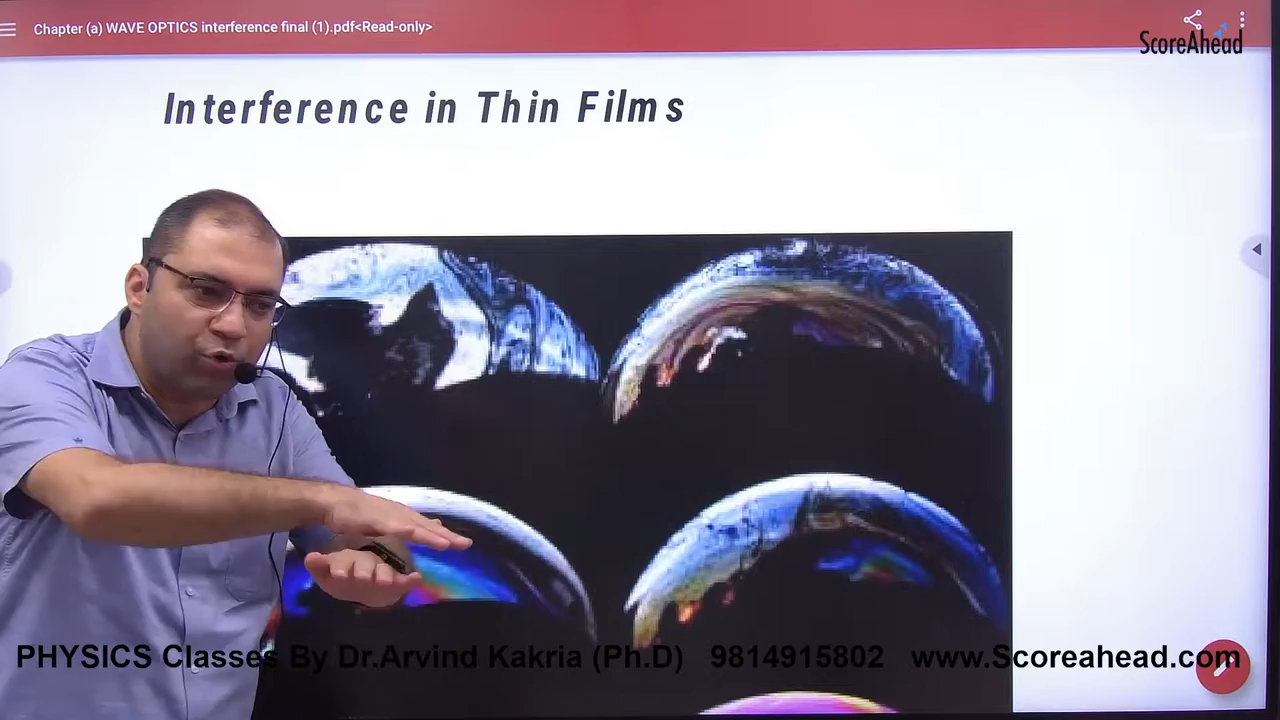 Chapter (a) WAVE OPTICS interference final (1).pdf<Read-only>
ScoreAhead
Interference in Thin Films
PHYSICS Classes By Dr.Arvind Kakria (Ph.D) 9814915802 www.Scoreahead.com